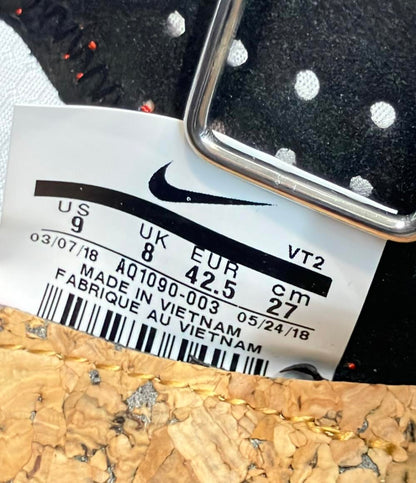 VT2
US UK EUR cm
9 8 42.5 27
03/07/18 AQ1090-003 05/24/18
MADE IN VIETNAM
FABRIQUE AU VIETNAM